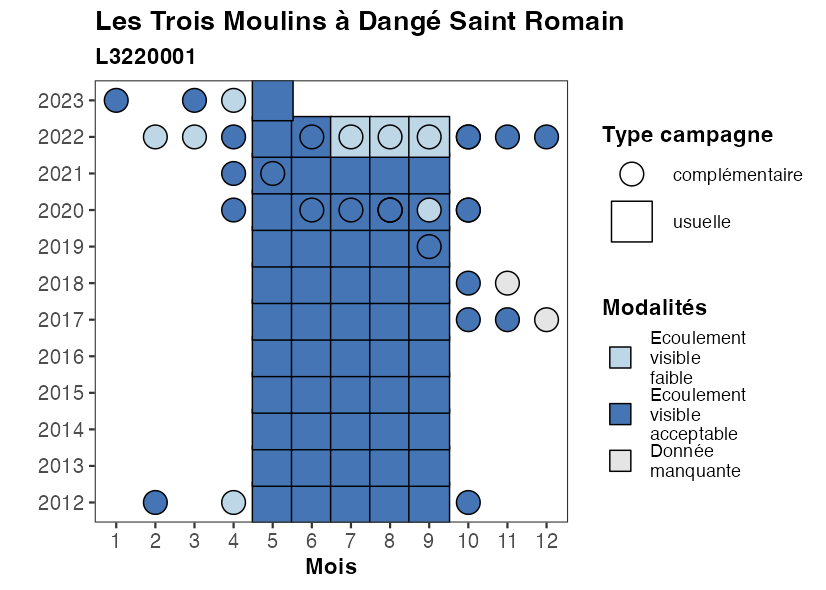 Les Trois Moulins à Dangé Saint Romain
L3220001
2023
2022
2021
2020
2019
2018
2017
2016
2015
2014
2013
2012
1 2 3 4 5 6 7 8 9 10 11 12
Mois
Type campagne
complémentaire
usuelle
Modalités
Ecoulement
visible
faible
Ecoulement
visible
acceptable
Donnée
manquante